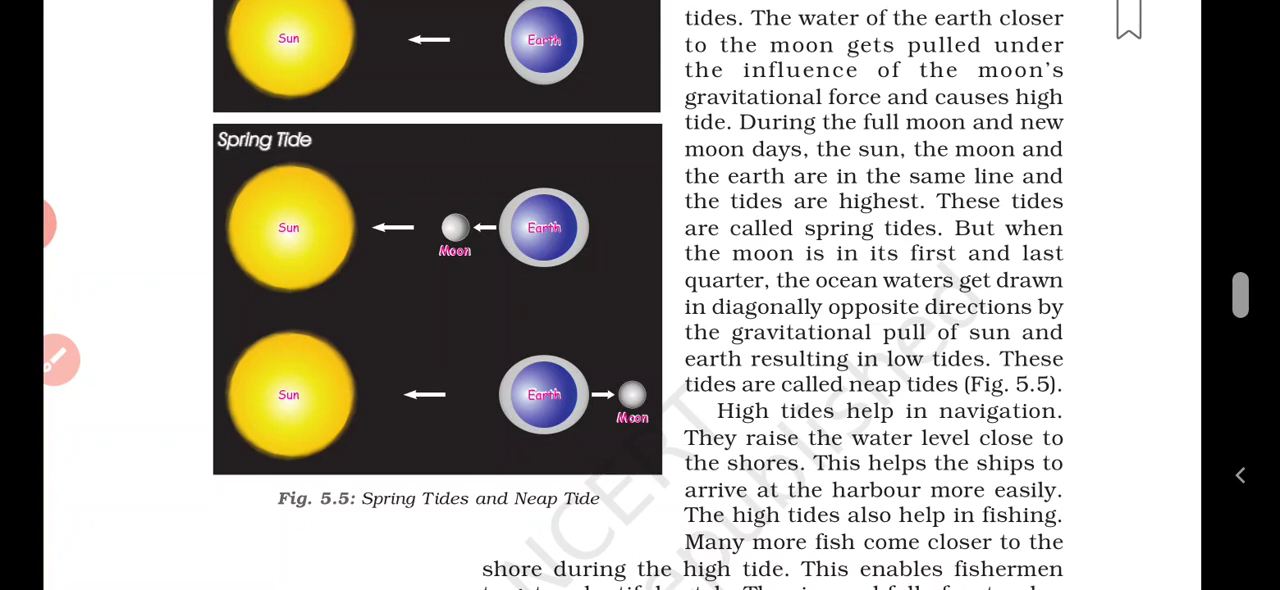 Sun
Earth
Spring Tide
Sun
Moon
Earth
Sun
Earth
Moon
Fig. 5.5: Spring Tides and Neap Tide
tides. The water of the earth closer
to the moon gets pulled under
the influence of the moon's
gravitational force and causes high
tide. During the full moon and new
moon days, the sun, the moon and
the earth are in the same line and
the tides are highest. These tides
are called spring tides. But when
the moon is in its first and last
quarter, the ocean waters get drawn
in diagonally opposite directions by
the gravitational pull of sun and
earth resulting in low tides. These
tides are called neap tides (Fig. 5.5).
High tides help in navigation.
They raise the water level close to
the shores. This helps the ships to
arrive at the harbour more easily.
The high tides also help in fishing.
Many more fish come closer to the
shore during the high tide. This enables fishermen
NCERT
republished